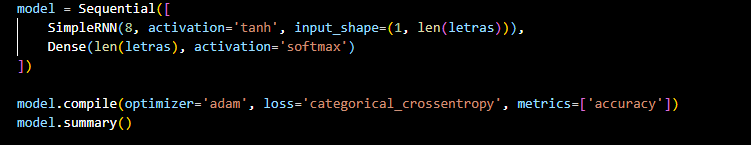 model = Sequential([
    SimpleRNN(8, activation='tanh', input_shape=(1, len(letras))),
    Dense(len(letras), activation='softmax')
])

model.compile(optimizer='adam', loss='categorical_crossentropy', metrics=['accuracy'])
model.summary()